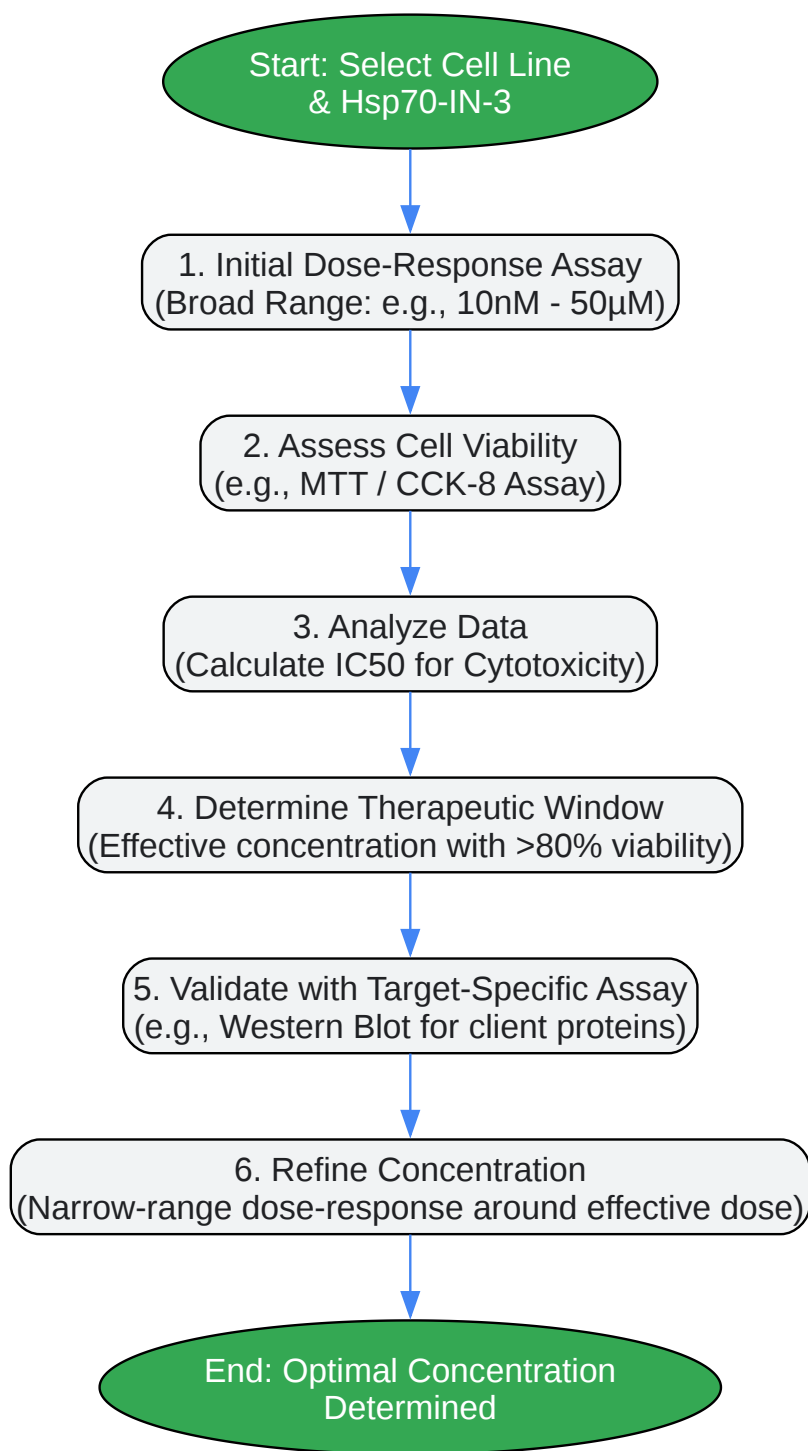 Start: Select Cell Line
& Hsp70-IN-3
1. Initial Dose-Response Assay
(Broad Range: e.g., 10nM - 50µM)
2. Assess Cell Viability
(e.g., MTT / CCK-8 Assay)
3. Analyze Data
(Calculate IC50 for Cytotoxicity)
4. Determine Therapeutic Window
(Effective concentration with >80% viability)
5. Validate with Target-Specific Assay
(e.g., Western Blot for client proteins)
6. Refine Concentration
(Narrow-range dose-response around effective dose)
End: Optimal Concentration
Determined